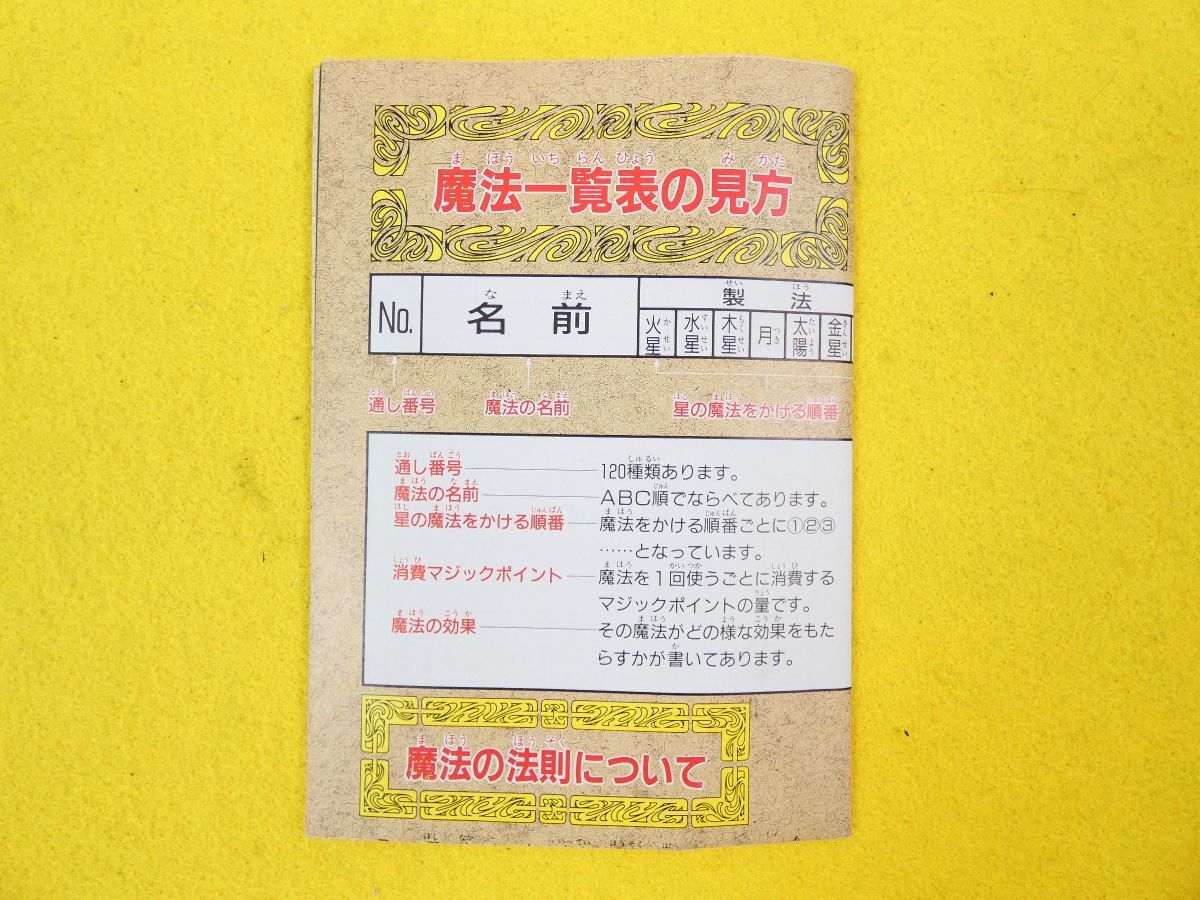 魔法一覧表の見方
No. 名前 製法
火星 水星 木星 月 太陽 金星
通し番号 魔法の名前 星の魔法をかける順番
通し番号 120種類あります。
魔法の名前 ABC順でならべてあります。
星の魔法をかける順番 魔法をかける順番ごとに①②③
……となっています。
消費マジックポイント 魔法を1回使うごとに消費する
マジックポイントの量です。
魔法の効果 その魔法がどの様な効果をもた
らすかが書いてあります。
魔法の法則について